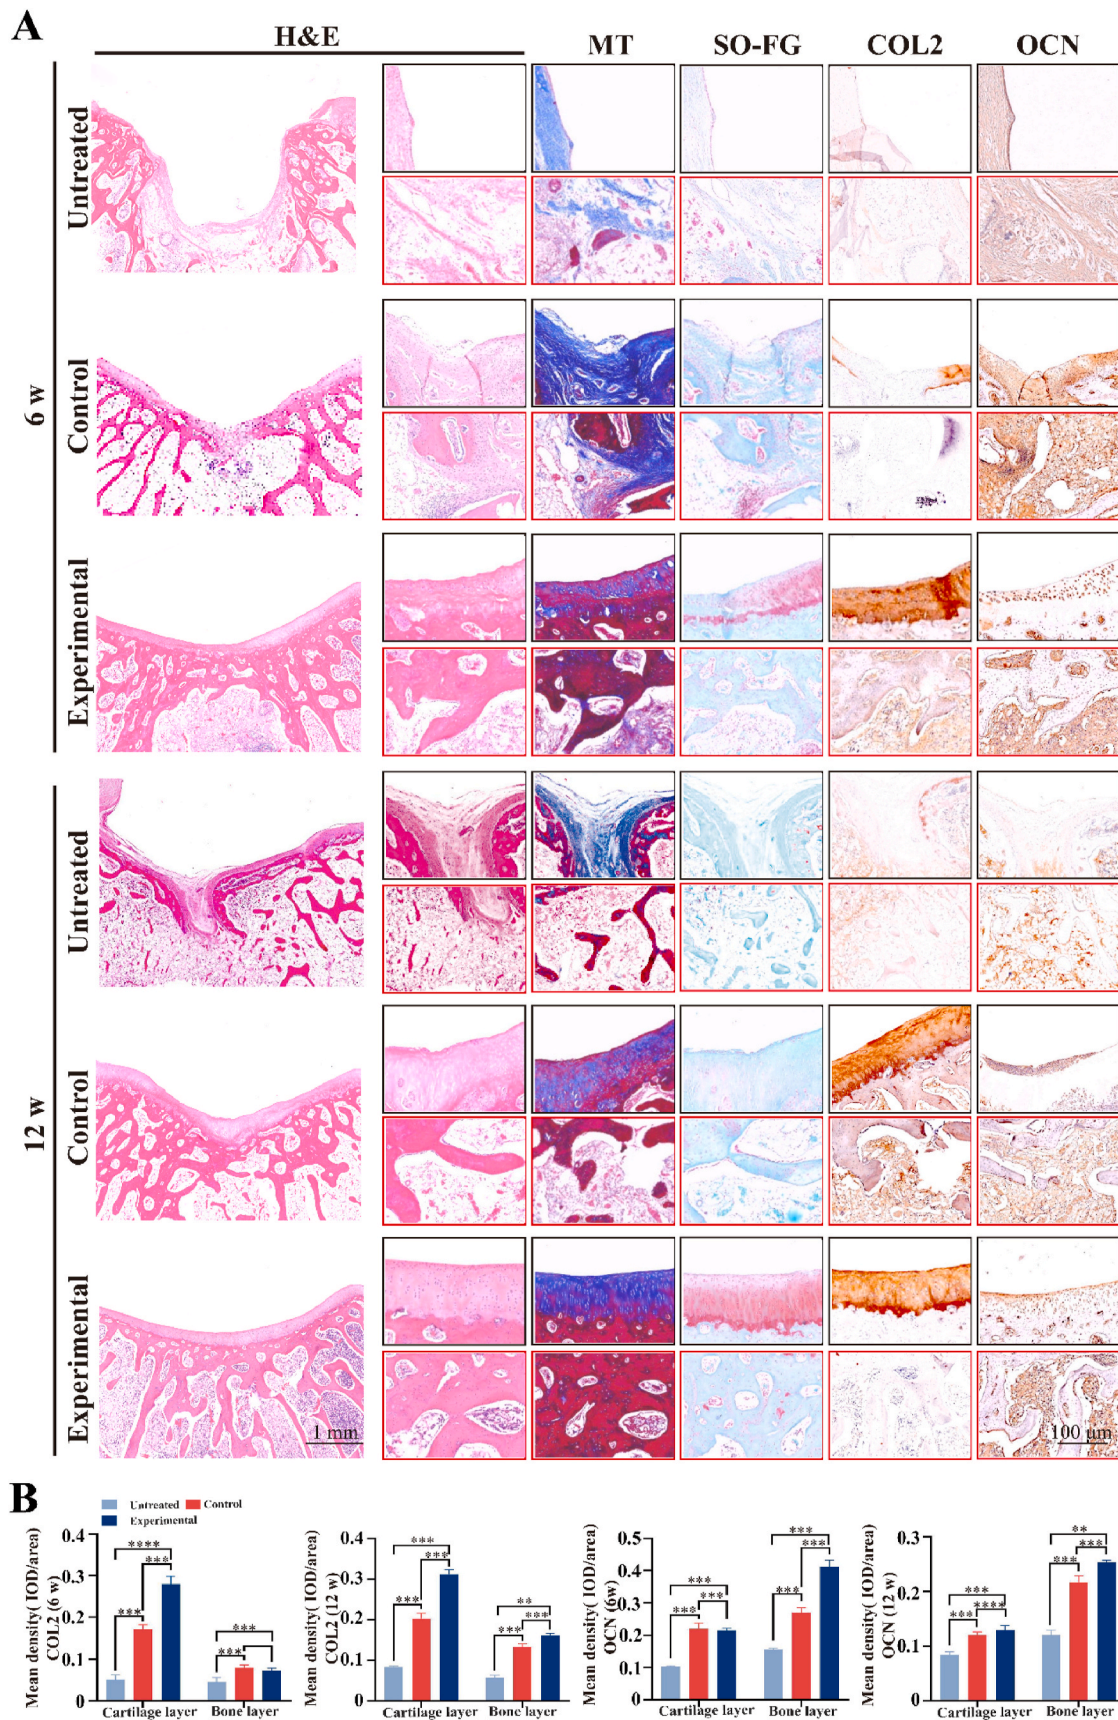 A
H&E MT SO-FG COL2 OCN
6 w
Untreated
Control
Experimental
12 w
Untreated
Control
Experimental
1 mm
100 μm
B
Untreated Control
Experimental
Mean density( IOD/area)
COL2 (6 w)
0.4
0.3
0.2
0.1
0
**** 
***
***
***
***
Cartilage layer Bone layer
Mean density( IOD/area)
COL2 (12 w)
0.4
0.3
0.2
0.1
0
***
***
***
**
***
***
Cartilage layer Bone layer
Mean density( IOD/area)
OCN (6w)
0.5
0.4
0.3
0.2
0.1
0
***
***
***
***
***
***
Cartilage layer Bone layer
Mean density( IOD/area)
OCN (12 w)
0.3
0.2
0.1
0
***
***
****
**
***
***
Cartilage layer Bone layer